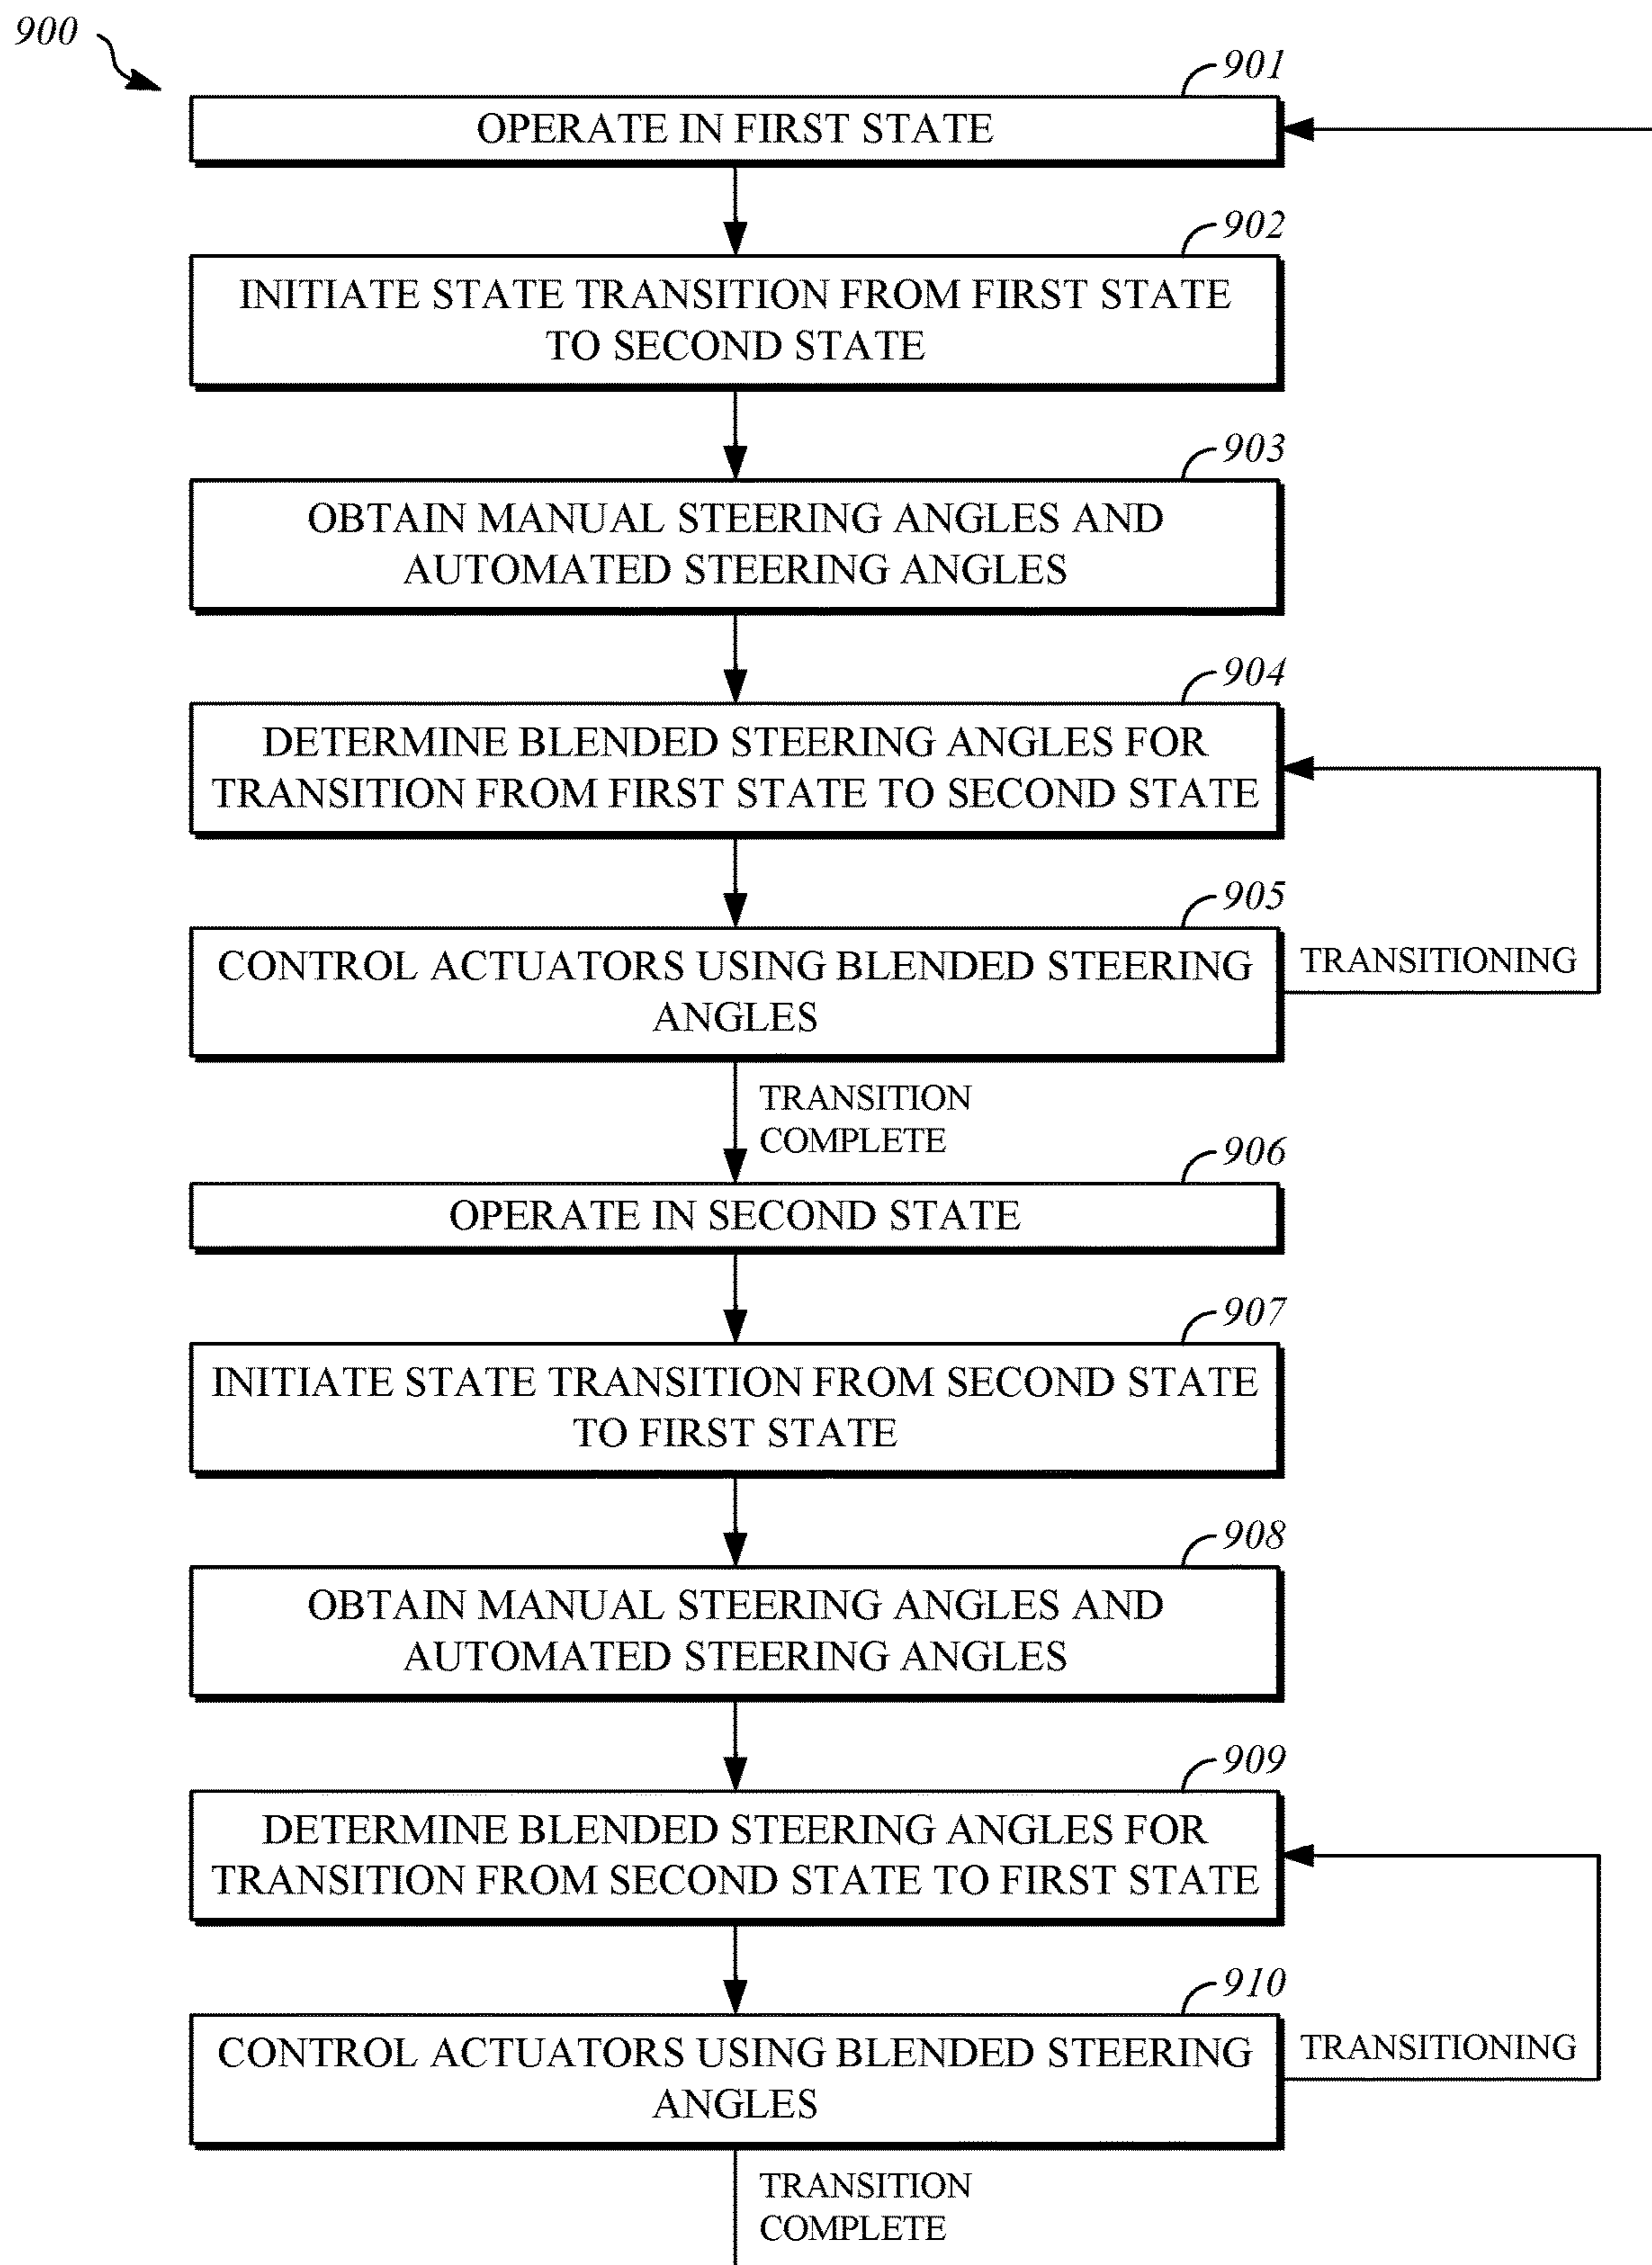 900
901
OPERATE IN FIRST STATE
902
INITIATE STATE TRANSITION FROM FIRST STATE
TO SECOND STATE
903
OBTAIN MANUAL STEERING ANGLES AND
AUTOMATED STEERING ANGLES
904
DETERMINE BLENDED STEERING ANGLES FOR
TRANSITION FROM FIRST STATE TO SECOND STATE
905
CONTROL ACTUATORS USING BLENDED STEERING
ANGLES
TRANSITIONING
TRANSITION
COMPLETE
906
OPERATE IN SECOND STATE
907
INITIATE STATE TRANSITION FROM SECOND STATE
TO FIRST STATE
908
OBTAIN MANUAL STEERING ANGLES AND
AUTOMATED STEERING ANGLES
909
DETERMINE BLENDED STEERING ANGLES FOR
TRANSITION FROM SECOND STATE TO FIRST STATE
910
CONTROL ACTUATORS USING BLENDED STEERING
ANGLES
TRANSITIONING
TRANSITION
COMPLETE